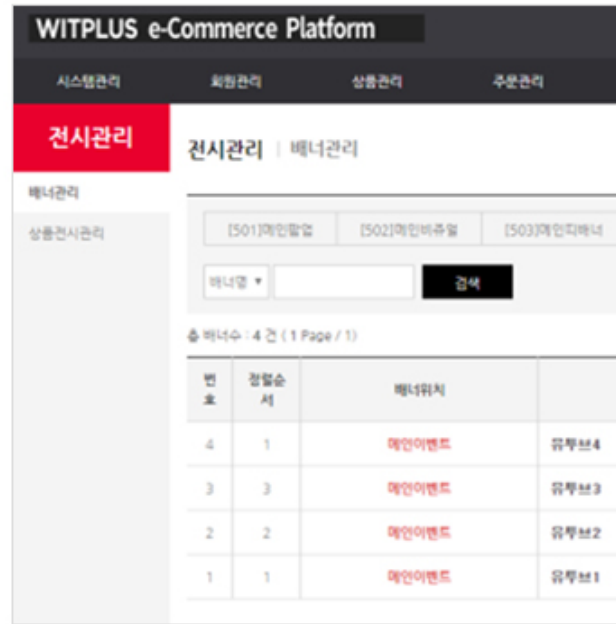 WITPLUS e-Commerce Platform
시스템관리 회원관리 상품관리 주문관리
전시관리
전시관리 | 배너관리
배너관리
상품전시관리
[501]메인팝업 [502]메인비쥬얼 [503]메인띠배너
배너명 ▼ 검색
총 배너수 : 4 건 ( 1 Page / 1)
번호 정렬순서 배너위치
4 1 메인이벤트 유투브4
3 3 메인이벤트 유투브3
2 2 메인이벤트 유투브2
1 1 메인이벤트 유투브1